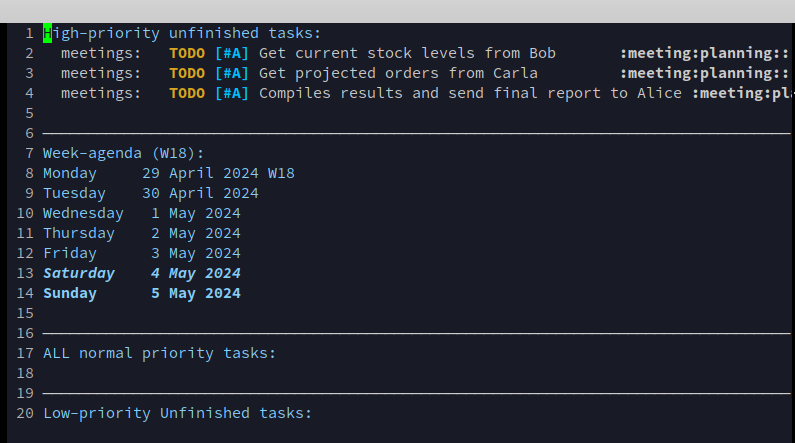 1 High-priority unfinished tasks:
2 meetings: TODO [#A] Get current stock levels from Bob :meeting:planning::
3 meetings: TODO [#A] Get projected orders from Carla :meeting:planning::
4 meetings: TODO [#A] Compiles results and send final report to Alice :meeting:pl
5
6
7 Week-agenda (W18):
8 Monday 29 April 2024 W18
9 Tuesday 30 April 2024
10 Wednesday 1 May 2024
11 Thursday 2 May 2024
12 Friday 3 May 2024
13 Saturday 4 May 2024
14 Sunday 5 May 2024
15
16
17 ALL normal priority tasks:
18
19
20 Low-priority Unfinished tasks: